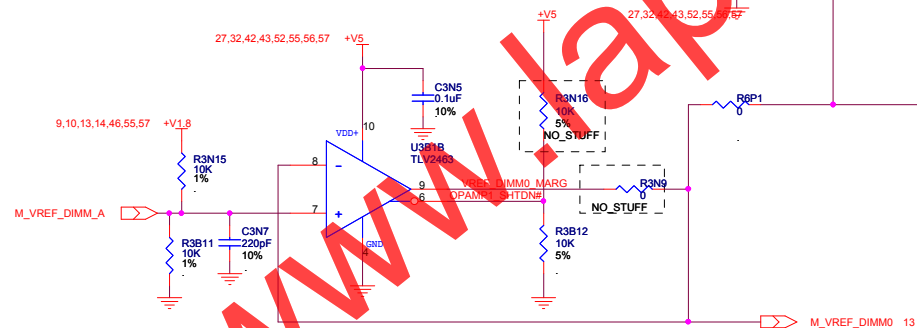 27,32,42,43,52,55,56,57
+V5
+V5
27,32,42,43,52,55,56,57
C3N5
0.1uF
10%
R3N16
10K
5%
NO_STUFF
R6P1
0
9,10,13,14,46,55,57
+V1.8
VDD+
10
U3B1B
TLV2463
R3N15
10K
1%
8
-
9
VREF_DIMM0_MARG
6
OPAMP1_SHTDN#
R3N9
0
NO_STUFF
M_VREF_DIMM_A
7
+
R3B11
10K
1%
C3N7
220pF
10%
GND
4
R3B12
10K
5%
M_VREF_DIMM0
13
www.lap